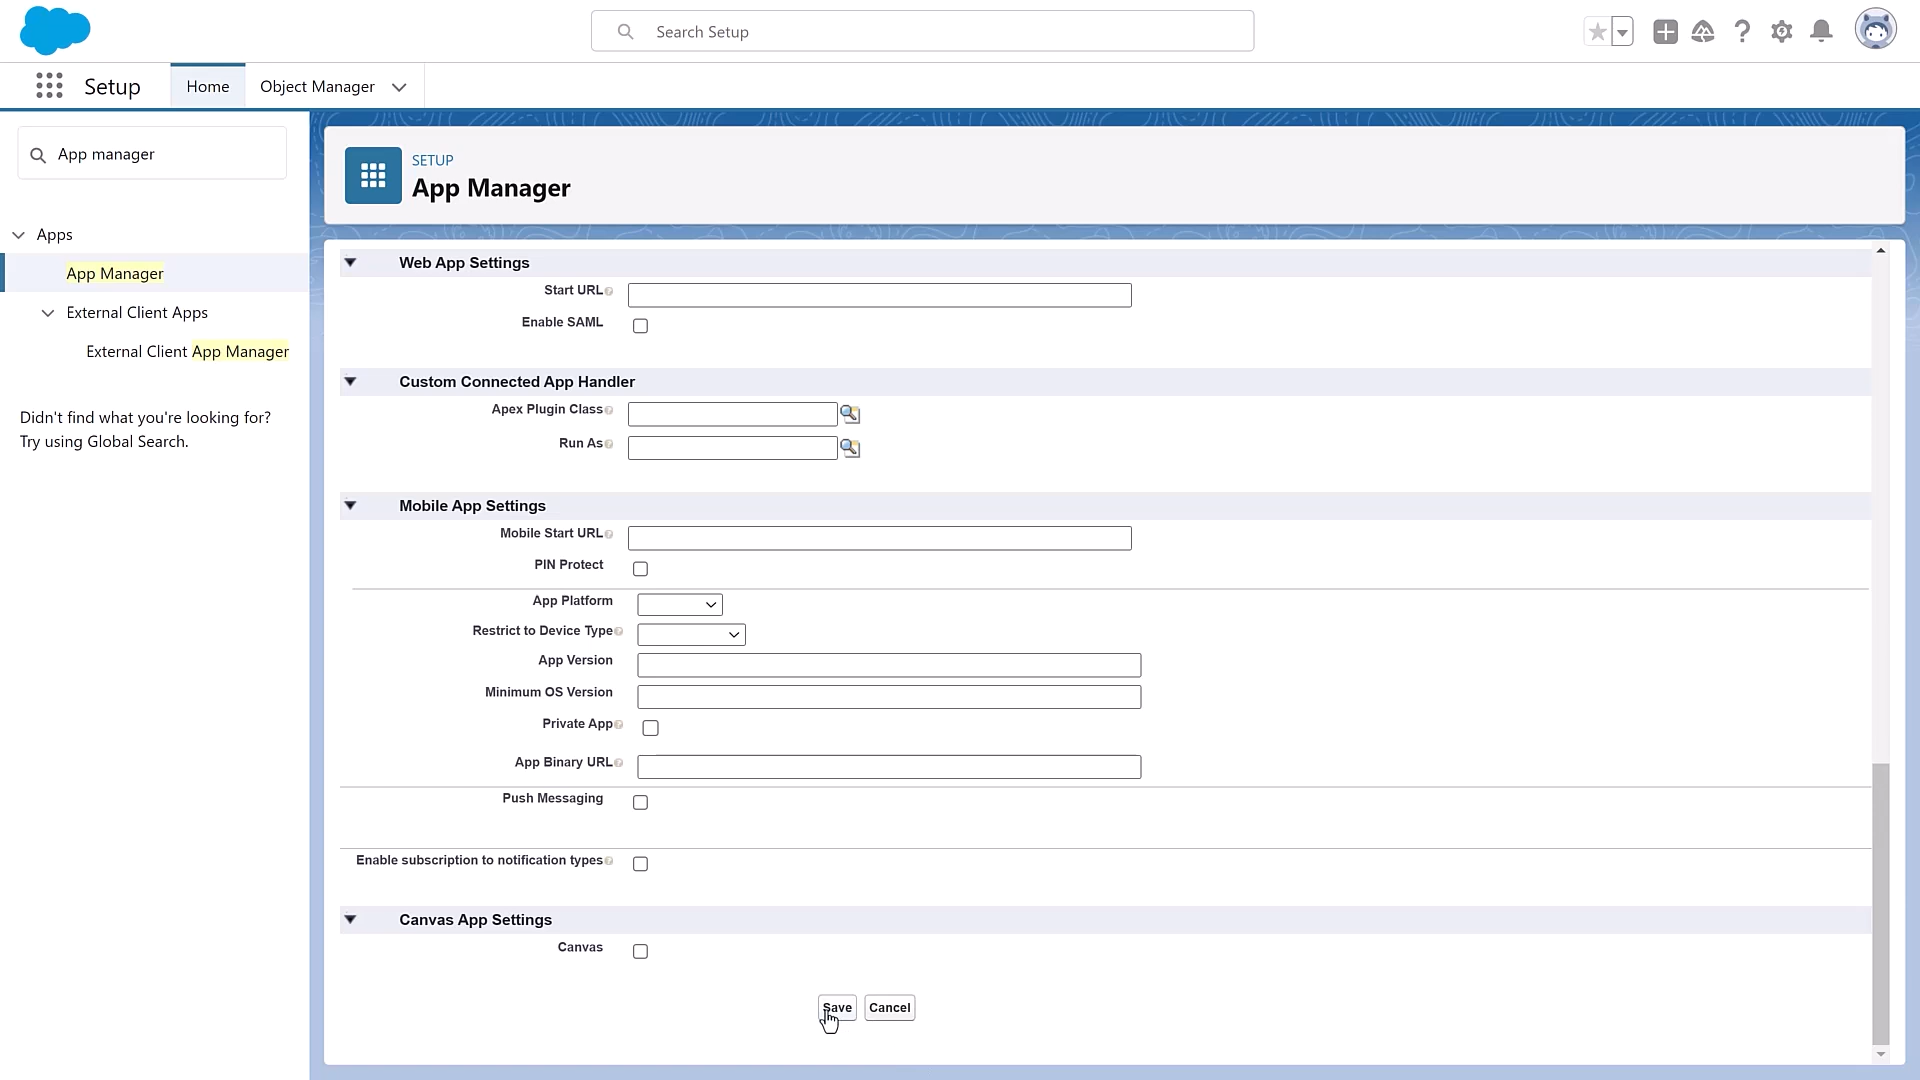 Search Setup
Setup
Home
Object Manager
App manager
Apps
App Manager
External Client Apps
External Client App Manager
Didn't find what you're looking for?
Try using Global Search.
SETUP
App Manager
Web App Settings
Start URL
Enable SAML
Custom Connected App Handler
Apex Plugin Class
Run As
Mobile App Settings
Mobile Start URL
PIN Protect
App Platform
Restrict to Device Type
App Version
Minimum OS Version
Private App
App Binary URL
Push Messaging
Enable subscription to notification types
Canvas App Settings
Canvas
Save Cancel